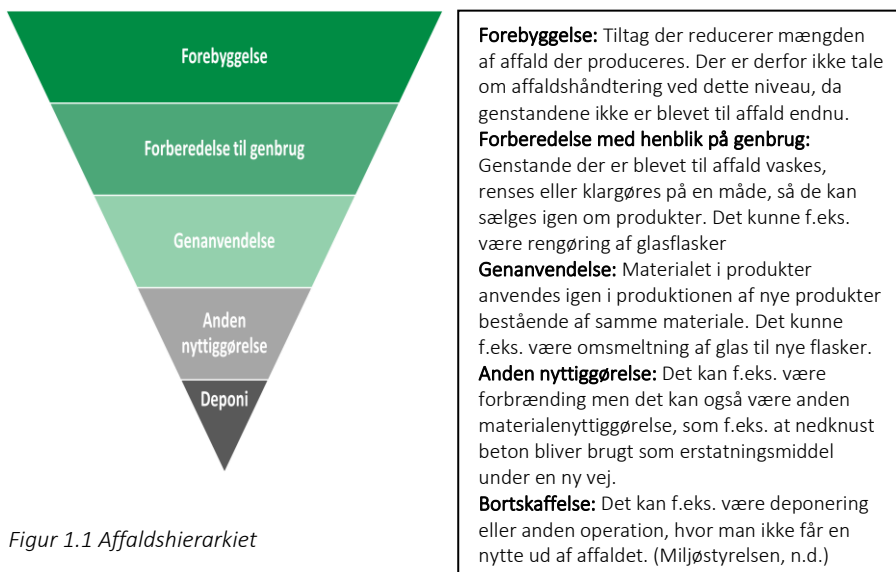 Forebyggelse
Forberedelse til genbrug
Genanvendelse
Anden
nyttiggørelse
Deponi
Figur 1.1 Affaldshierarkiet
Forebyggelse: Tiltag der reducerer mængden
af affald der produceres. Der er derfor ikke tale
om affaldshåndtering ved dette niveau, da
genstandene ikke er blevet til affald endnu.
Forberedelse med henblik på genbrug:
Genstande der er blevet til affald vaskes,
renses eller klargøres på en måde, så de kan
sælges igen om produkter. Det kunne f.eks.
være rengøring af glasflasker
Genanvendelse: Materialet i produkter
anvendes igen i produktionen af nye produkter
bestående af samme materiale. Det kunne
f.eks. være omsmeltning af glas til nye flasker.
Anden nyttiggørelse: Det kan f.eks. være
forbrænding men det kan også være anden
materialenyttiggørelse, som f.eks. at nedknust
beton bliver brugt som erstatningsmiddel
under en ny vej.
Bortskaffelse: Det kan f.eks. være deponering
eller anden operation, hvor man ikke får en
nytte ud af affaldet. (Miljøstyrelsen, n.d.)